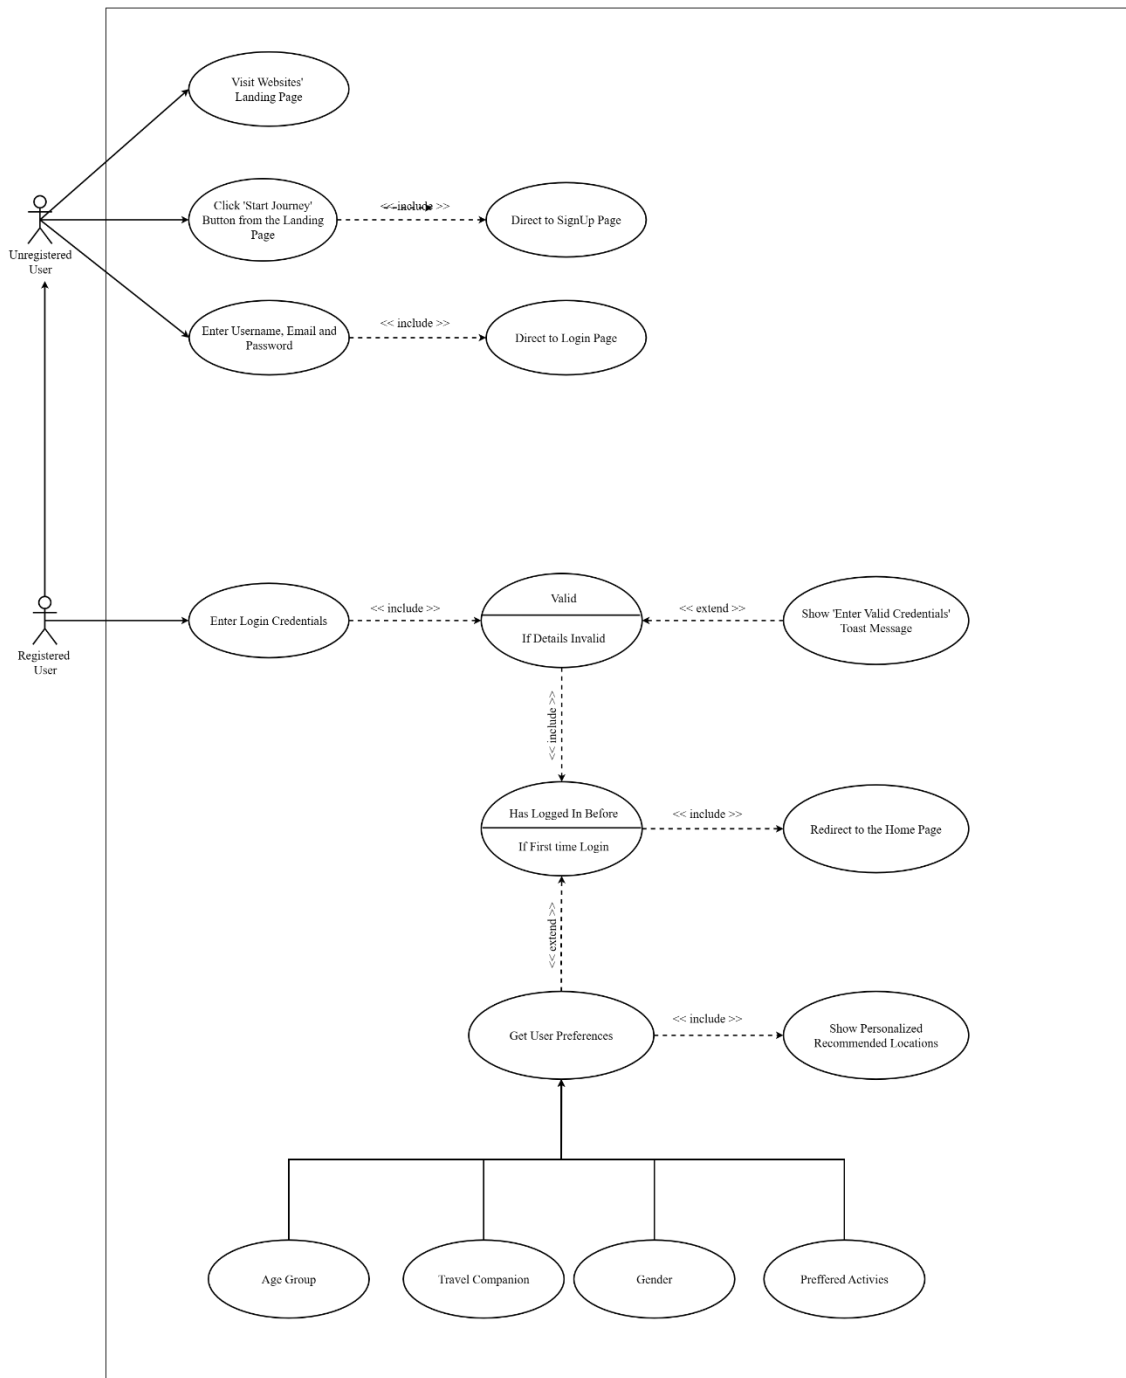 Visit Websites'
Landing Page
Click 'Start Journey'
Button from the Landing
Page
<< include >>
Direct to SignUp Page
Unregistered
User
Enter Username, Email and
Password
<< include >>
Direct to Login Page
Registered
User
Enter Login Credentials
<< include >>
Valid
If Details Invalid
<< extend >>
Show 'Enter Valid Credentials'
Toast Message
<< include >>
Has Logged In Before
If First time Login
<< include >>
Redirect to the Home Page
<< extend >>
Get User Preferences
<< include >>
Show Personalized
Recommended Locations
Age Group
Travel Companion
Gender
Preffered Activies